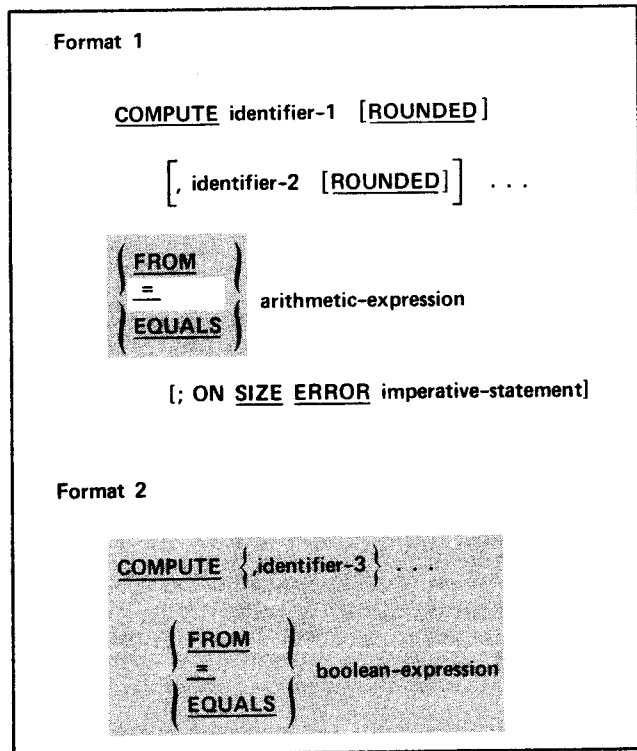 Format 1
COMPUTE identifier-1 [ROUNDED]
[, identifier-2 [ROUNDED]] . . .
{ FROM
=
EQUALS } arithmetic-expression
[; ON SIZE ERROR imperative-statement]
Format 2
COMPUTE {,identifier-3} . . .
{ FROM
=
EQUALS } boolean-expression